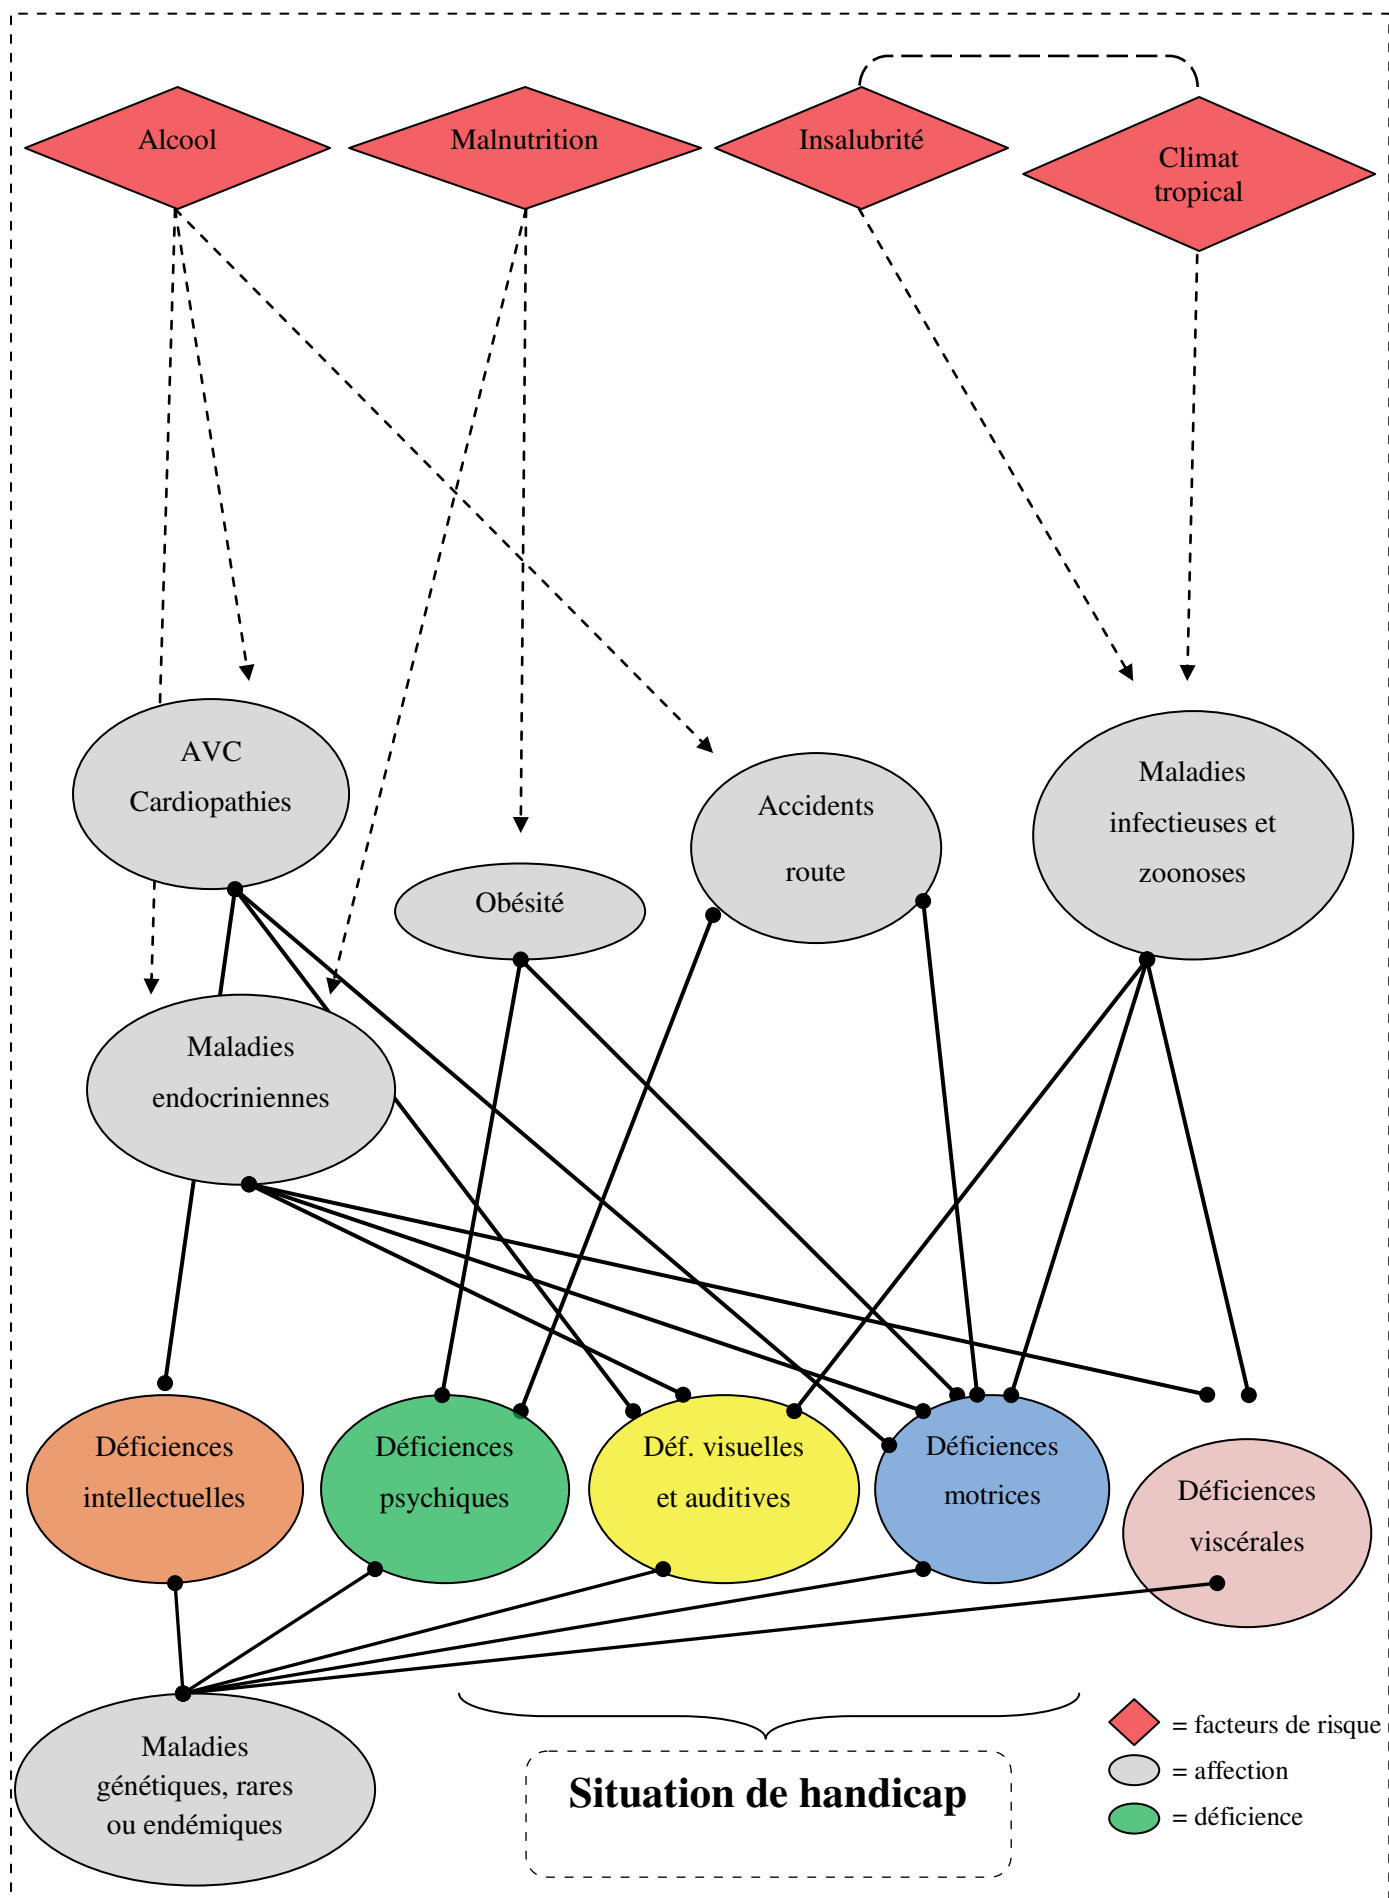 Alcool
Malnutrition
Insalubrité
Climat
tropical
AVC
Cardiopathies
Accidents
route
Maladies
infectieuses et
zoonoses
Obésité
Maladies
endocriniennes
Déficiences
intellectuelles
Déficiences
psychiques
Déf. visuelles
et auditives
Déficiences
motrices
Déficiences
viscérales
Maladies
génétiques, rares
ou endémiques
Situation de handicap
= facteurs de risque
= affection
= déficience